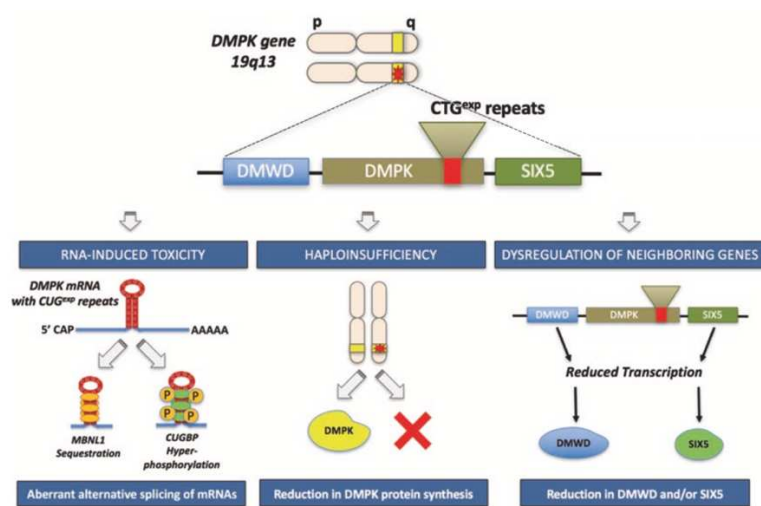 p q
DMPK gene
19q13
CTGexp repeats
DMWD DMPK SIX5
RNA-INDUCED TOXICITY
DMPK mRNA
with CUGexp repeats
5' CAP AAAAA
P P
P P
MBNL1
Sequestration
CUGBP
Hyper-
phosphorylation
Aberrant alternative splicing of mRNAs
HAPLOINSUFFICIENCY
DMPK
Reduction in DMPK protein synthesis
DYSREGULATION OF NEIGHBORING GENES
DMWD DMPK SIX5
Reduced Transcription
DMWD SIX5
Reduction in DMWD and/or SIX5